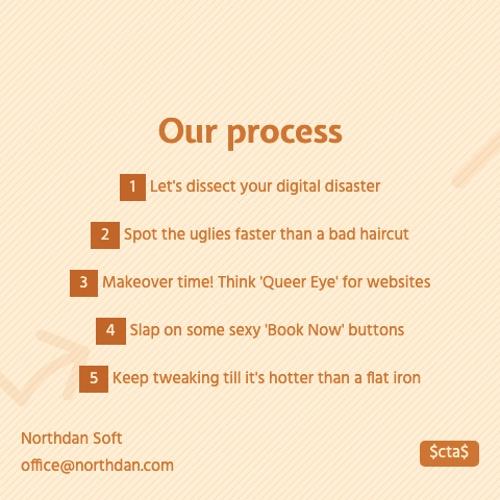 Our process
1 Let's dissect your digital disaster
2 Spot the uglies faster than a bad haircut
3 Makeover time! Think 'Queer Eye' for websites
4 Slap on some sexy 'Book Now' buttons
5 Keep tweaking till it's hotter than a flat iron
Northdan Soft
office@northdan.com
$cta$